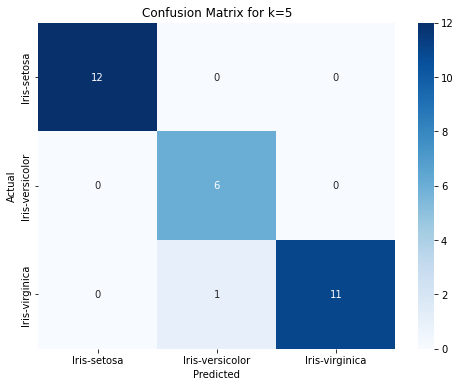 Confusion Matrix for k=5
12
Iris-setosa
12 0 0
10
8
Actual
Iris-versicolor
0 6 0
6
4
Iris-virginica
0 1 11
2
0
Iris-setosa Iris-versicolor Iris-virginica
Predicted